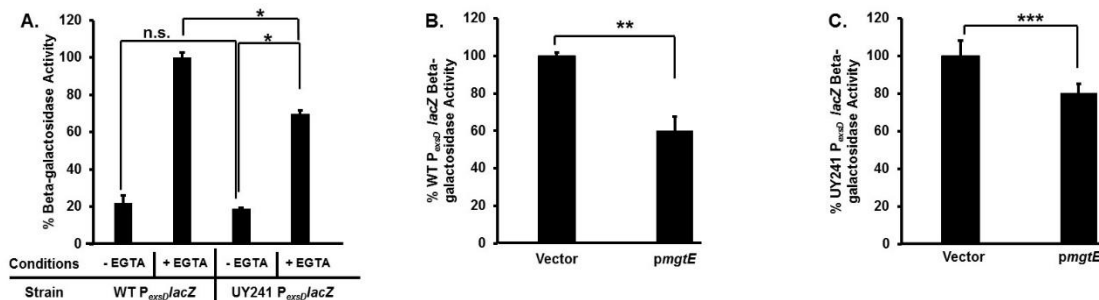 A.
% Beta-galactosidase Activity
120
100
80
60
40
20
0
n.s.
*
*
Conditions - EGTA + EGTA - EGTA + EGTA
Strain WT PexsDlacZ UY241 PexsDlacZ
B.
% WT PexsD lacZ Beta-
galactosidase Activity
120
100
80
60
40
20
0
**
Vector pmgtE
C.
% UY241 PexsD lacZ Beta-
galactosidase Activity
120
100
80
60
40
20
0
***
Vector pmgtE